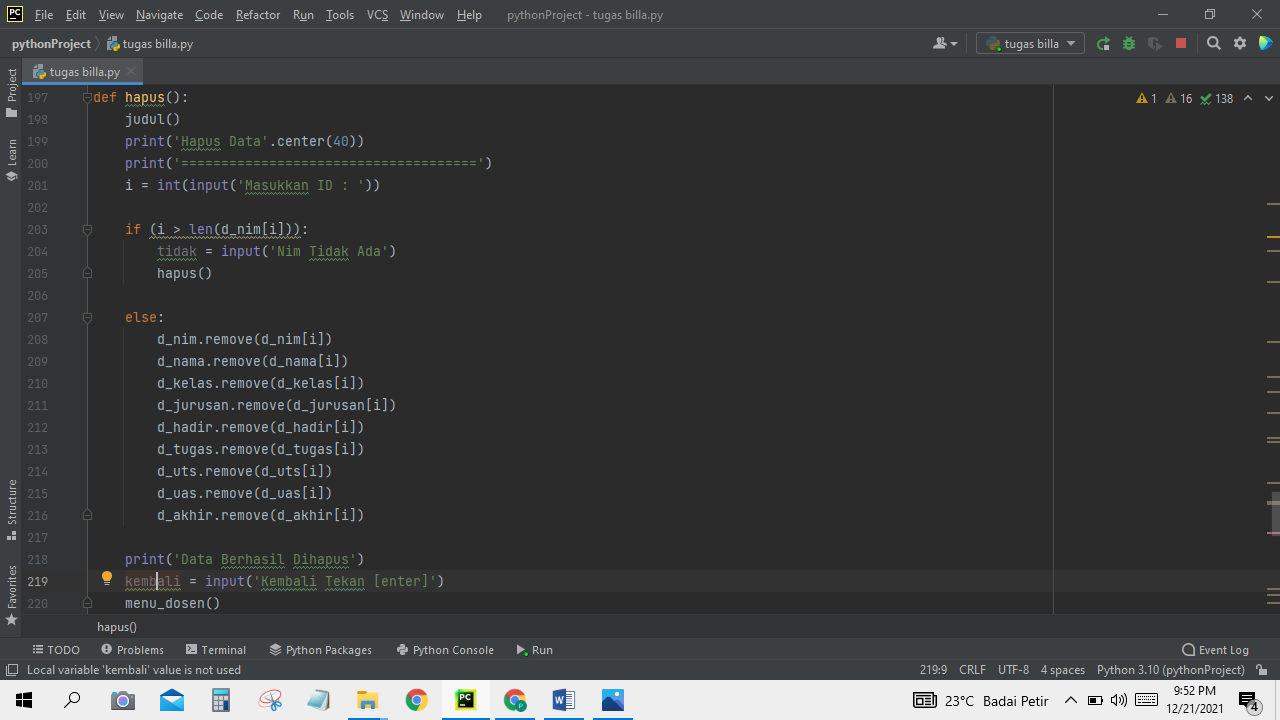 File Edit View Navigate Code Refactor Run Tools VCS Window Help pythonProject - tugas billa.py
pythonProject tugas billa.py tugas billa
tugas billa.py
Project
Learn
Structure
Favorites
1 16 138
197 def hapus():
198     judul()
199     print('Hapus Data'.center(40))
200     print('=====================================')
201     i = int(input('Masukkan ID : '))
202
203     if (i > len(d_nim[i])):
204         tidak = input('Nim Tidak Ada')
205         hapus()
206
207     else:
208         d_nim.remove(d_nim[i])
209         d_nama.remove(d_nama[i])
210         d_kelas.remove(d_kelas[i])
211         d_jurusan.remove(d_jurusan[i])
212         d_hadir.remove(d_hadir[i])
213         d_tugas.remove(d_tugas[i])
214         d_uts.remove(d_uts[i])
215         d_uas.remove(d_uas[i])
216         d_akhir.remove(d_akhir[i])
217
218     print('Data Berhasil Dihapus')
219     kembali = input('Kembali Tekan [enter]')
220     menu_dosen()
hapus()
TODO Problems Terminal Python Packages Python Console Run Event Log
Local variable 'kembali' value is not used 219:9 CRLF UTF-8 4 spaces Python 3.10 (pythonProject)
23°C Badai Petir 9:52 PM
12/21/2021 4